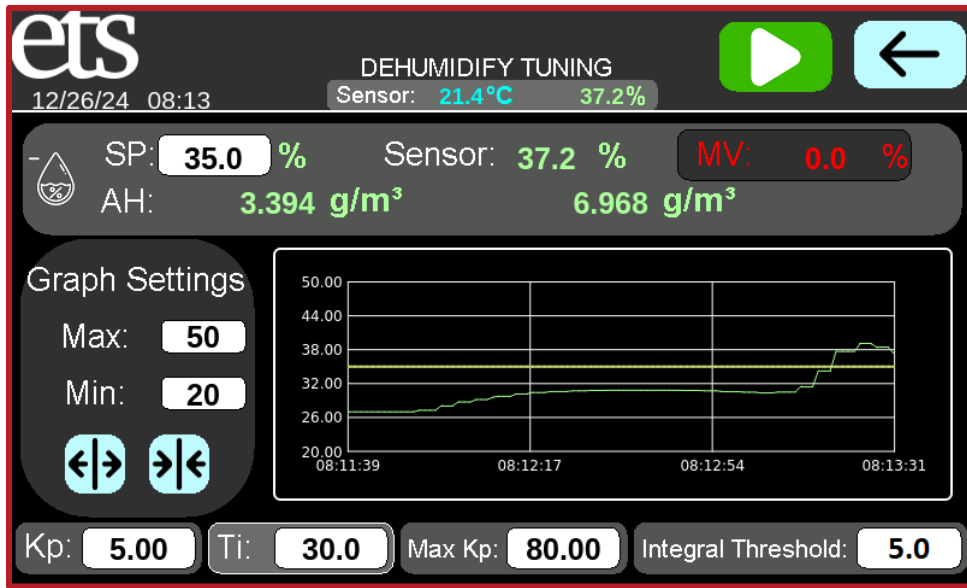 ets
DEHUMIDIFY TUNING
12/26/24 08:13
Sensor: 21.4°C 37.2%
SP: 35.0 % Sensor: 37.2 % MV: 0.0 %
AH: 3.394 g/m³ 6.968 g/m³
Graph Settings
Max: 50
Min: 20
50.00
44.00
38.00
32.00
26.00
20.00
08:11:39 08:12:17 08:12:54 08:13:31
Kp: 5.00 Ti: 30.0 Max Kp: 80.00 Integral Threshold: 5.0